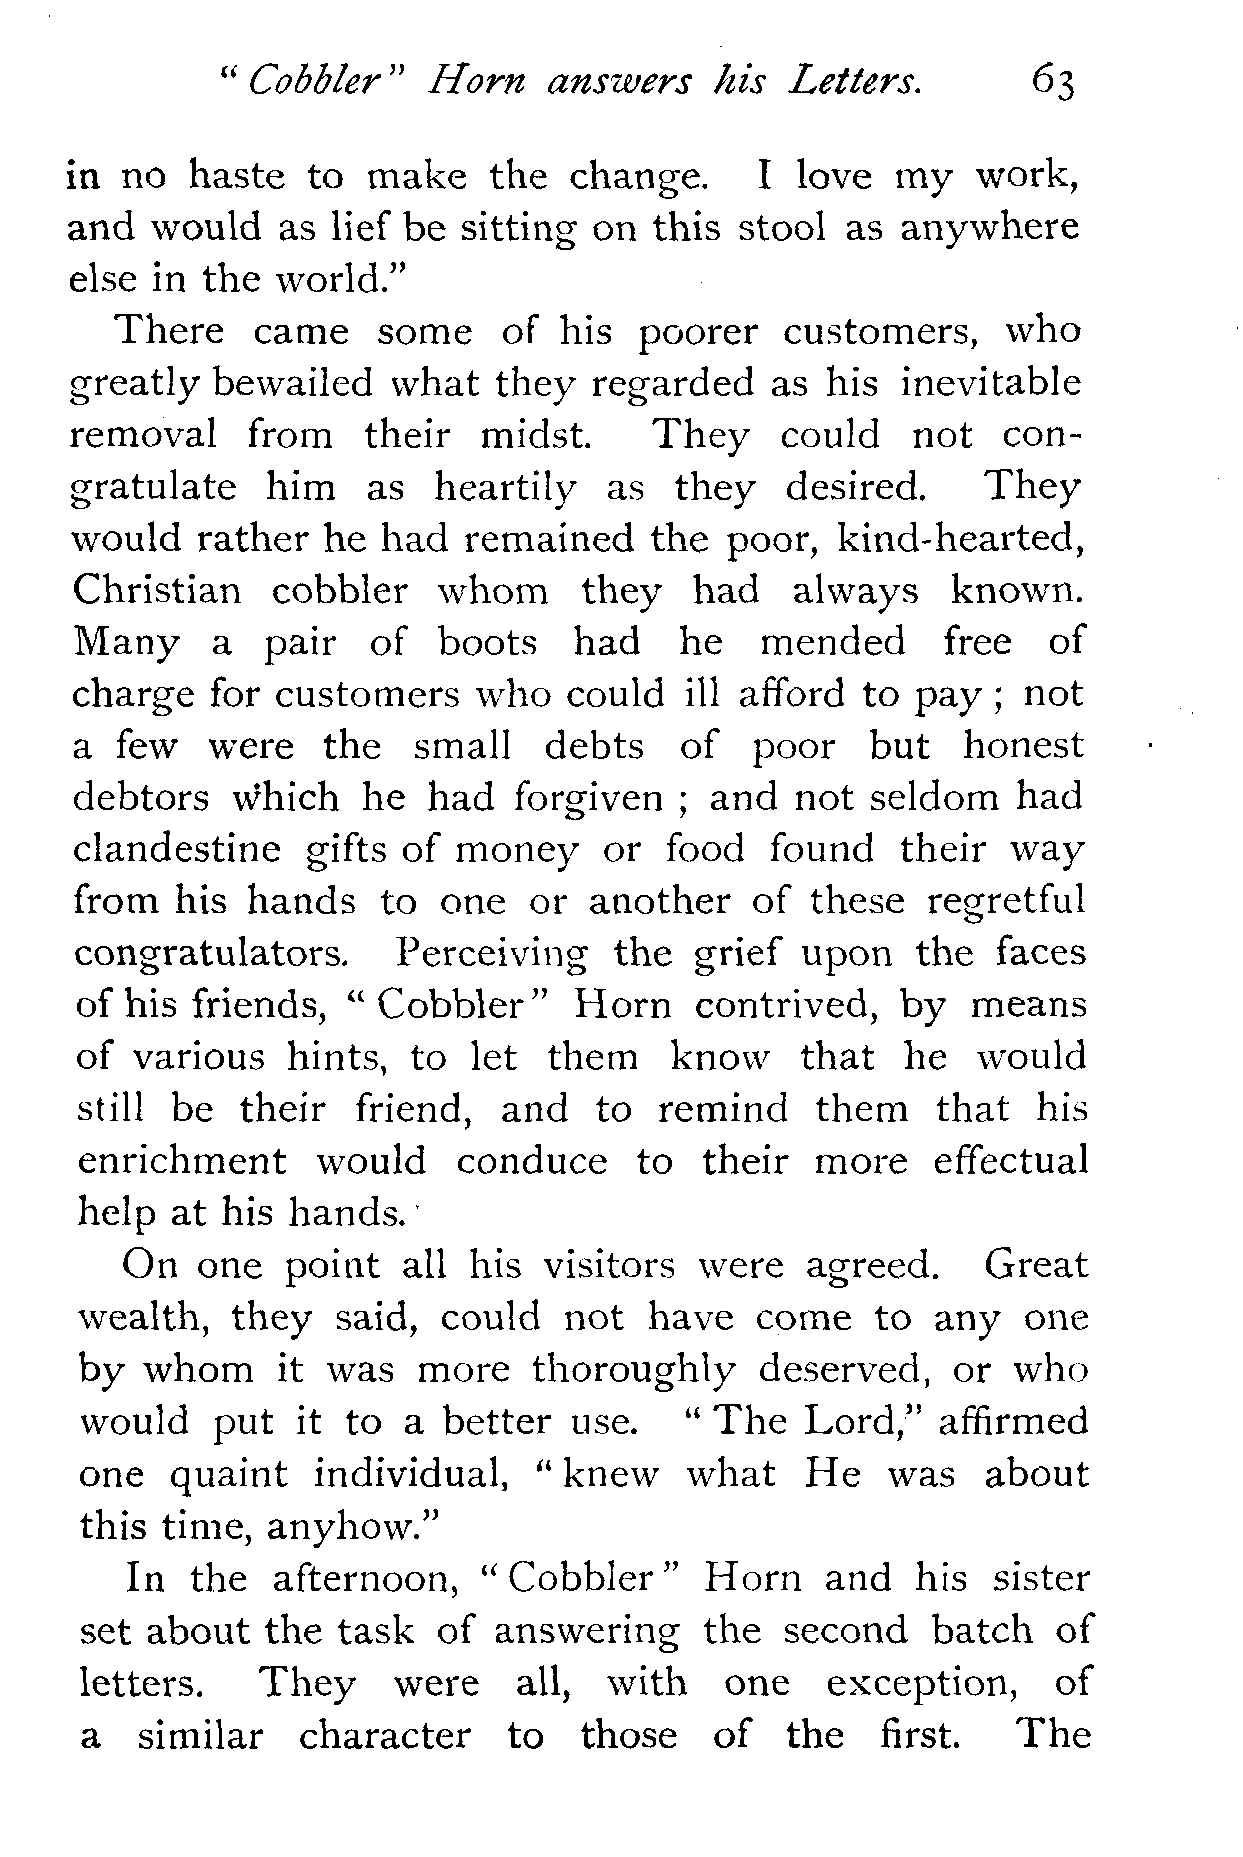 “ Cobbler ” Horn answers his Letters. 63
in no haste to make the change. I love my work,
and would as lief be sitting on this stool as anywhere
else in the world.”
There came some of his poorer customers, who
greatly bewailed what they regarded as his inevitable
removal from their midst. They could not con-
gratulate him as heartily as they desired. They
would rather he had remained the poor, kind-hearted,
Christian cobbler whom they had always known.
Many a pair of boots had he mended free of
charge for customers who could ill afford to pay ; not
a few were the small debts of poor but honest
debtors which he had forgiven ; and not seldom had
clandestine gifts of money or food found their way
from his hands to one or another of these regretful
congratulators. Perceiving the grief upon the faces
of his friends, “ Cobbler ” Horn contrived, by means
of various hints, to let them know that he would
still be their friend, and to remind them that his
enrichment would conduce to their more effectual
help at his hands.
On one point all his visitors were agreed. Great
wealth, they said, could not have come to any one
by whom it was more thoroughly deserved, or who
would put it to a better use. “ The Lord,” affirmed
one quaint individual, “ knew what He was about
this time, anyhow.”
In the afternoon, “ Cobbler ” Horn and his sister
set about the task of answering the second batch of
letters. They were all, with one exception, of
a similar character to those of the first. The